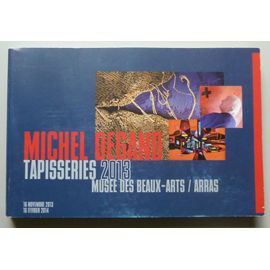 MICHEL DEGAND
TAPISSERIES 2013
MUSÉE DES BEAUX-ARTS / ARRAS
16 NOVEMBRE 2013
16 FÉVRIER 2014